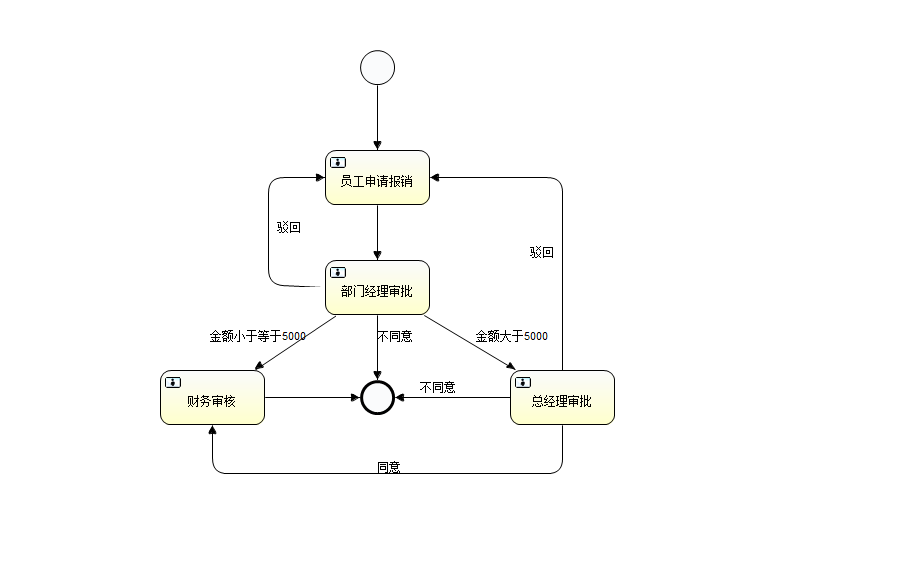 员工申请报销
驳回
驳回
部门经理审批
金额小于等于5000
不同意
金额大于5000
不同意
财务审核
总经理审批
同意